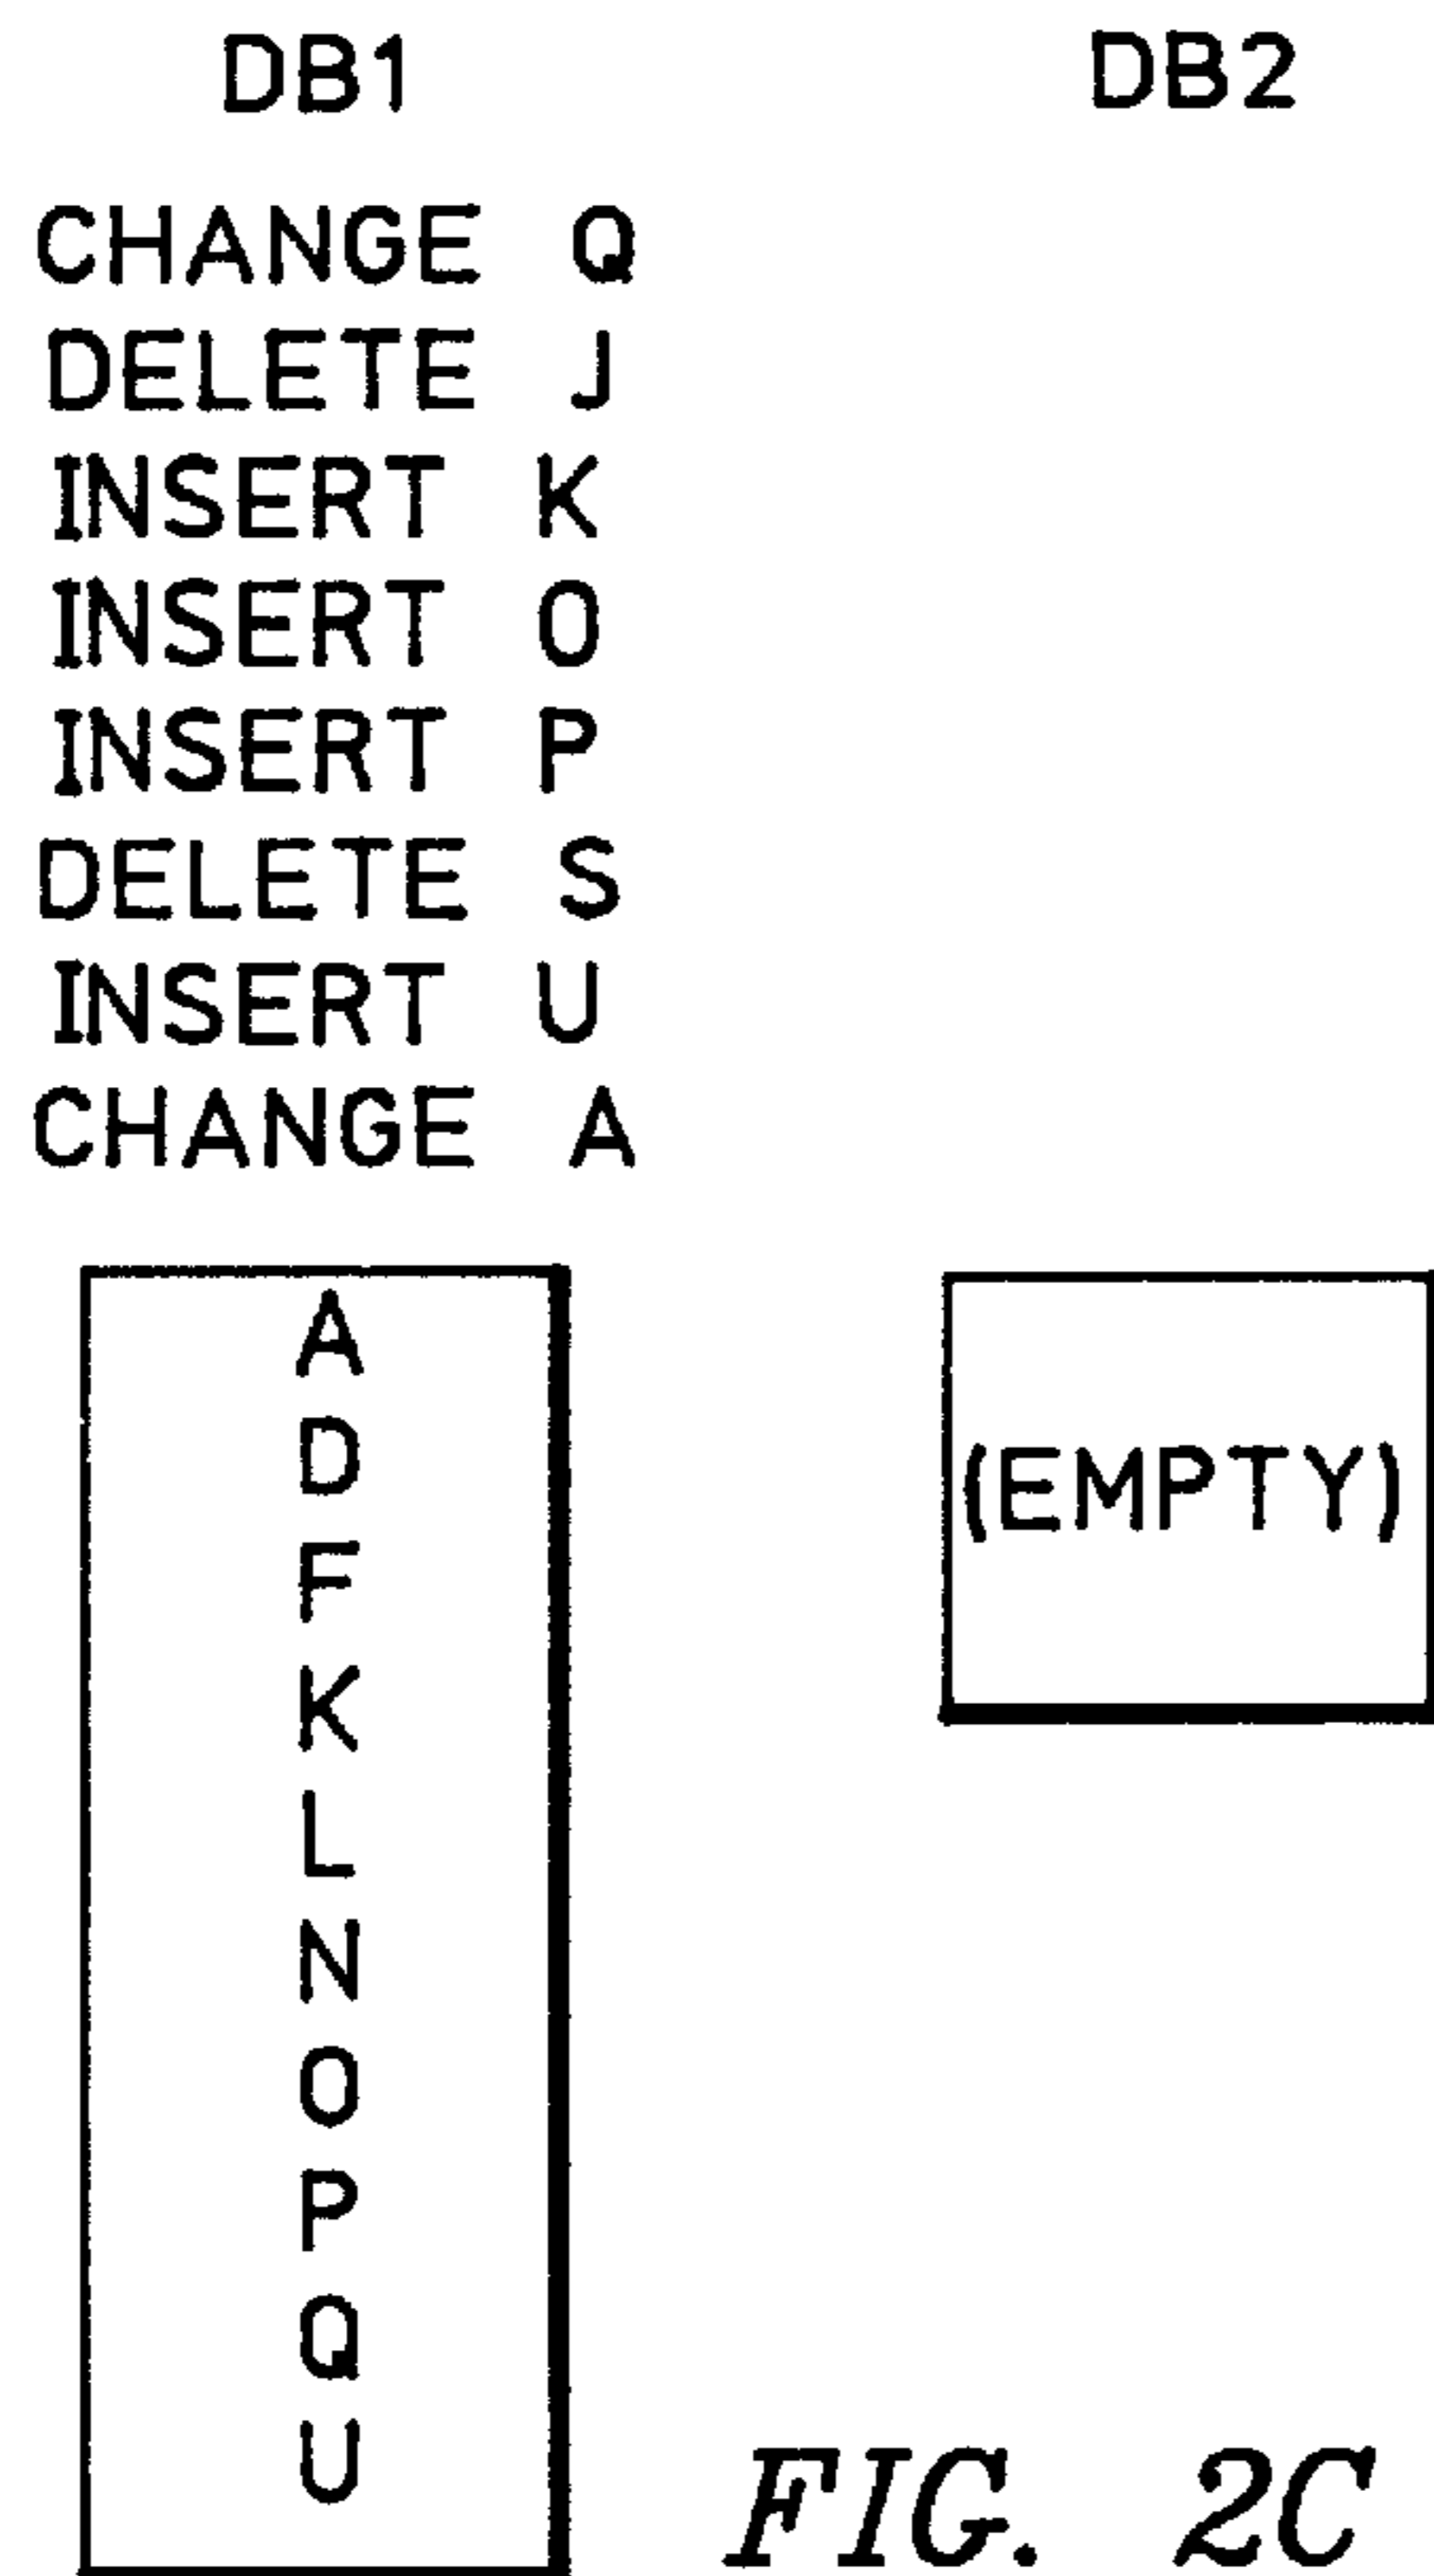 DB1 DB2
CHANGE Q
DELETE J
INSERT K
INSERT O
INSERT P
DELETE S
INSERT U
CHANGE A
A
D
F
K
L
N
O
P
Q
U
(EMPTY)
FIG. 2C